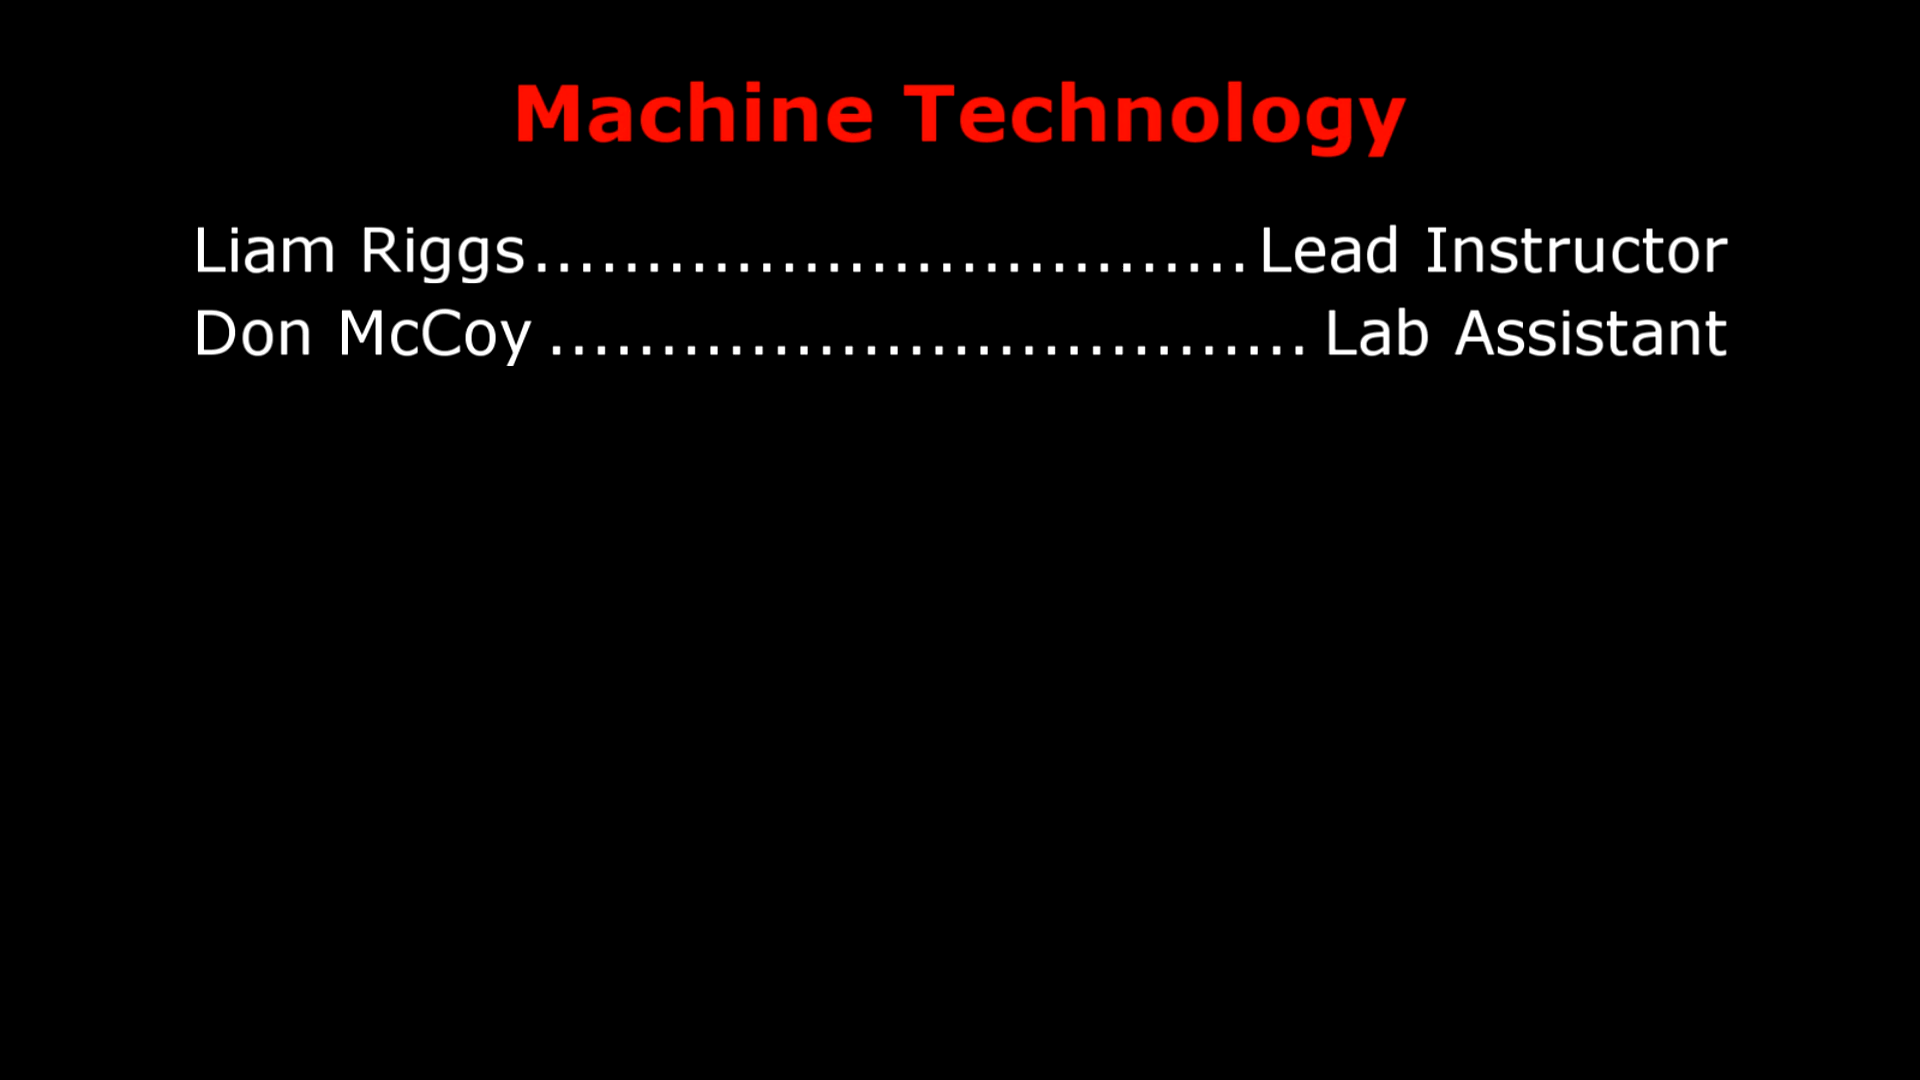 Machine Technology
Liam Riggs................................Lead Instructor
Don McCoy .................................. Lab Assistant